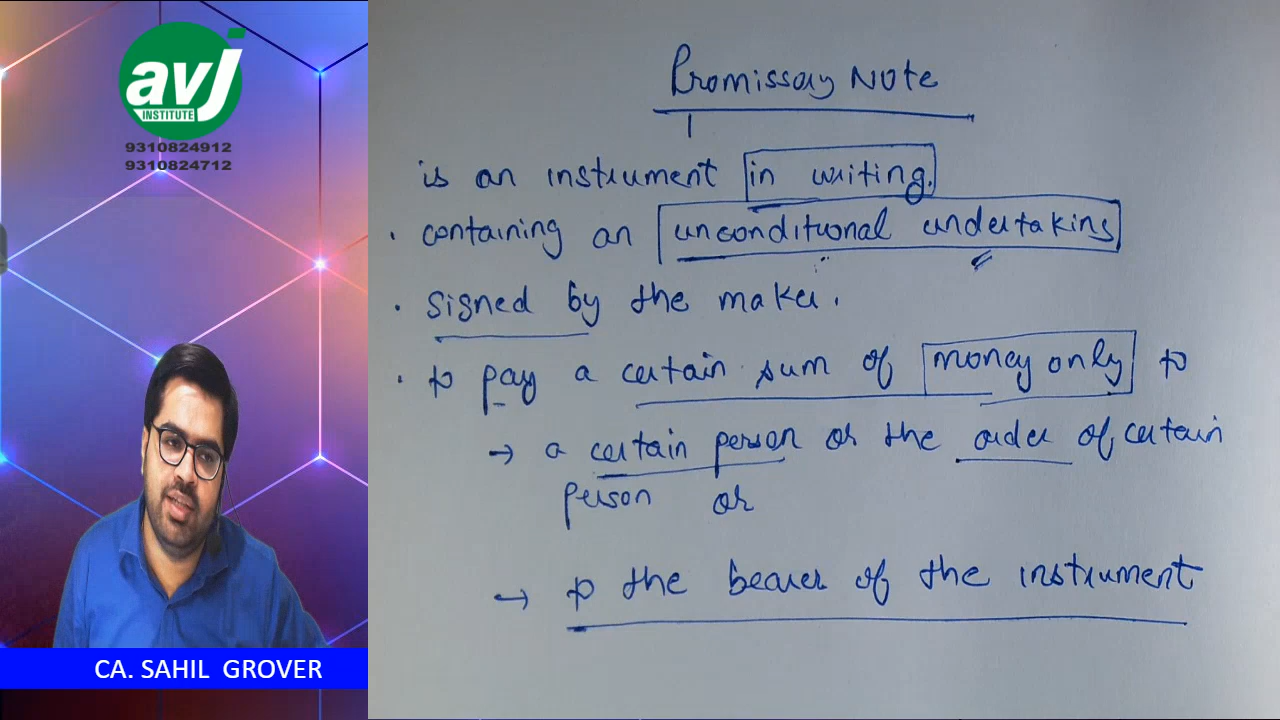 avj
INSTITUTE
9310824912
9310824712
CA. SAHIL GROVER
Promissory Note
is an instrument in writing.
· containing an unconditional undertaking
· signed by the maker.
· to pay a certain sum of money only to
→ a certain person or the order of certain
person or
→ to the bearer of the instrument